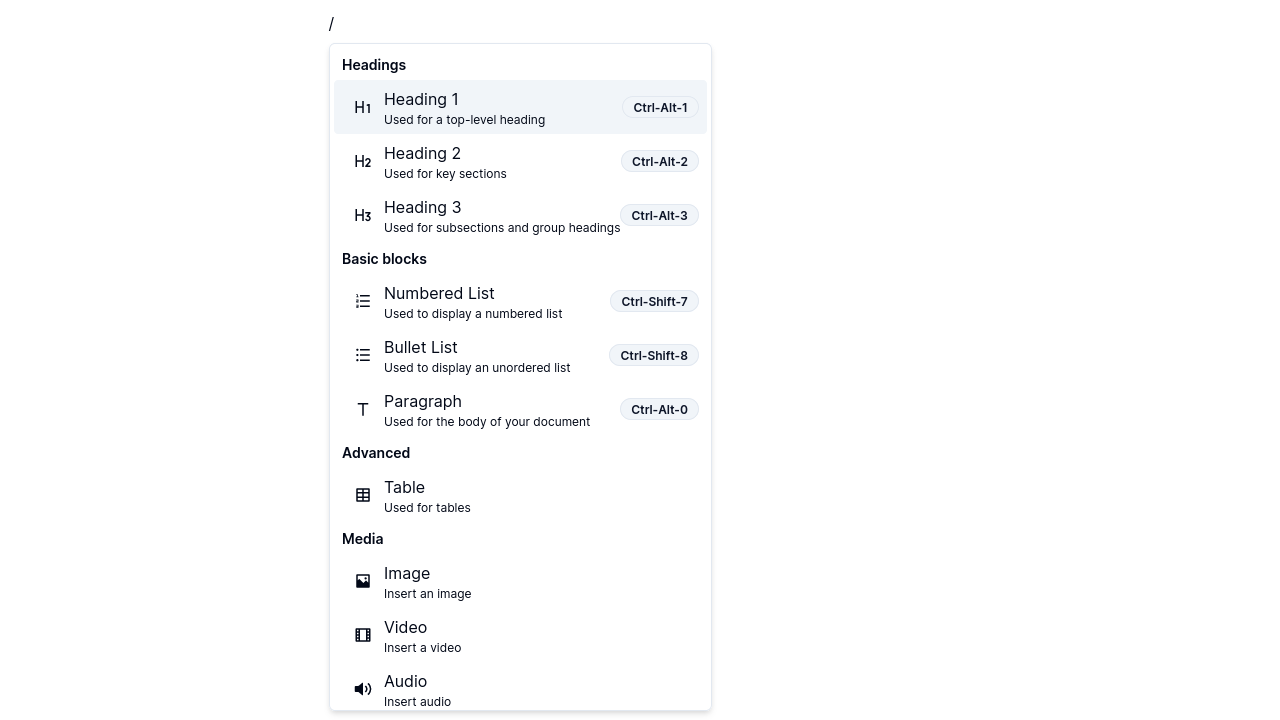 /
Headings
H1 Heading 1 Ctrl-Alt-1
Used for a top-level heading
H2 Heading 2 Ctrl-Alt-2
Used for key sections
H3 Heading 3 Ctrl-Alt-3
Used for subsections and group headings
Basic blocks
Numbered List Ctrl-Shift-7
Used to display a numbered list
Bullet List Ctrl-Shift-8
Used to display an unordered list
Paragraph Ctrl-Alt-0
Used for the body of your document
Advanced
Table
Used for tables
Media
Image
Insert an image
Video
Insert a video
Audio
Insert audio